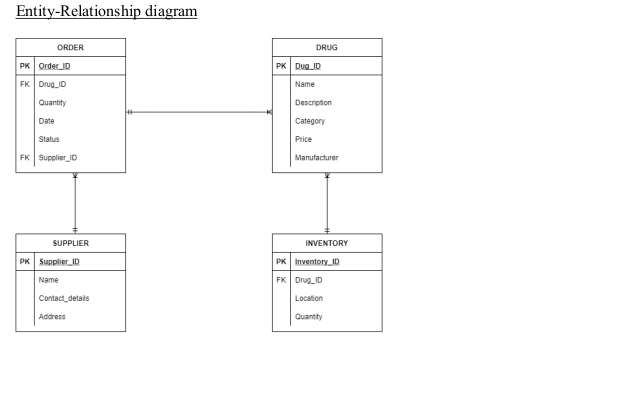 Entity-Relationship diagram
ORDER
PK Order_ID
FK Drug_ID
Quantity
Date
Status
FK Supplier_ID
DRUG
PK Dug_ID
Name
Description
Category
Price
Manufacturer
SUPPLIER
PK Supplier_ID
Name
Contact_details
Address
INVENTORY
PK Inventory_ID
FK Drug_ID
Location
Quantity